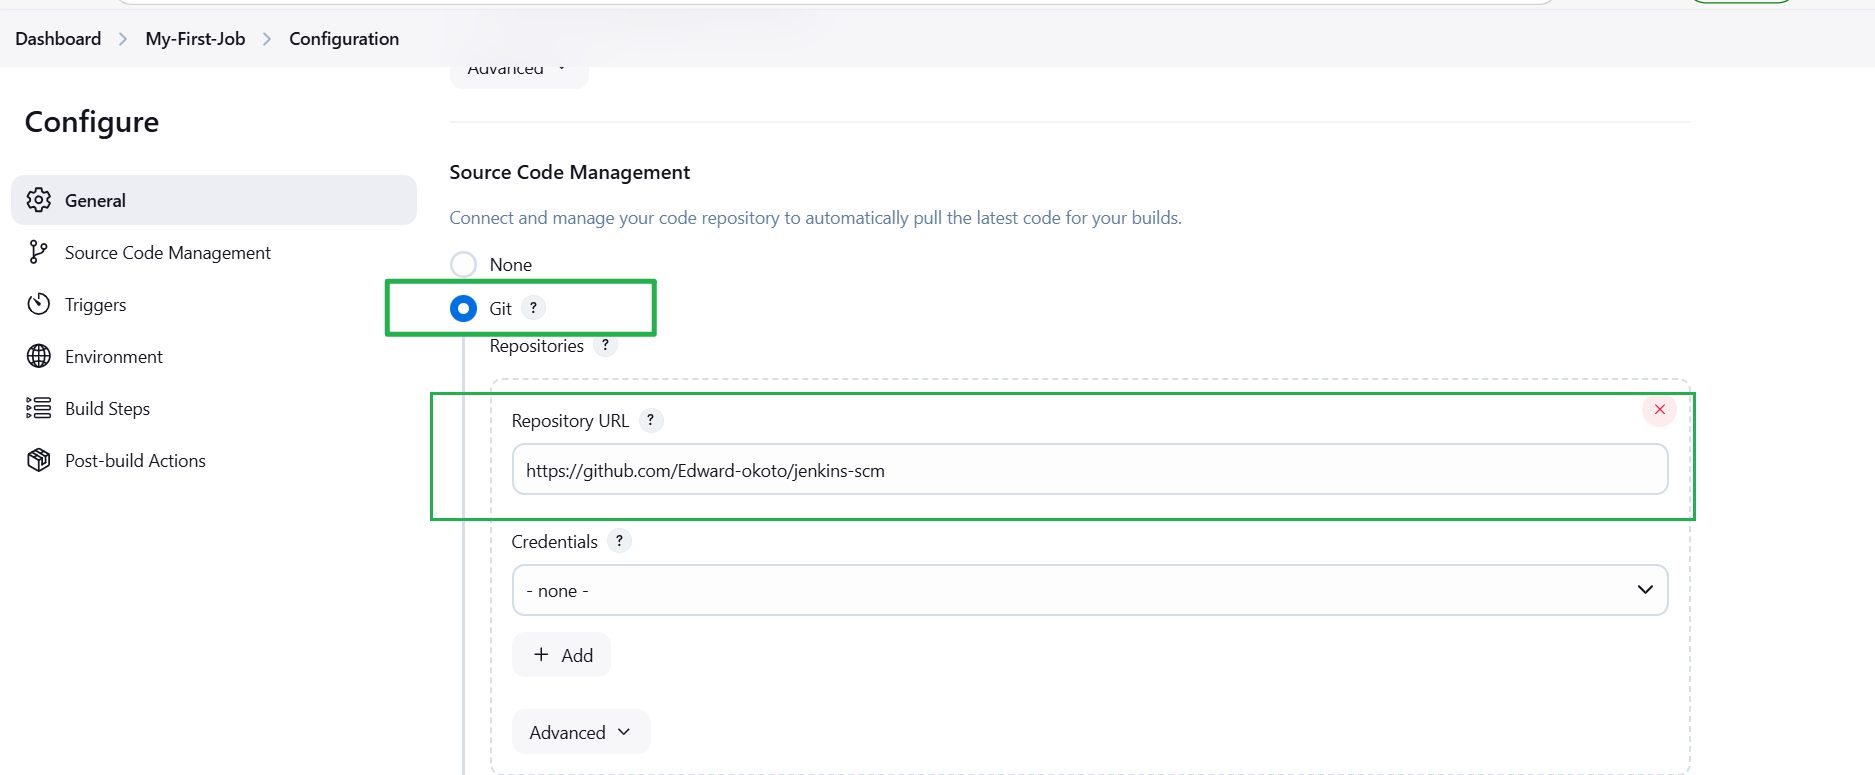 Dashboard > My-First-Job > Configuration
Advanced
Configure
General
Source Code Management
Triggers
Environment
Build Steps
Post-build Actions
Source Code Management
Connect and manage your code repository to automatically pull the latest code for your builds.
None
Git ?
Repositories ?
Repository URL ?
https://github.com/Edward-okoto/jenkins-scm
Credentials ?
- none -
+ Add
Advanced